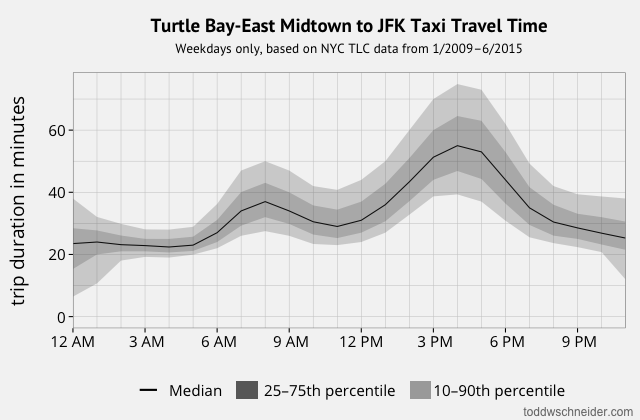 Turtle Bay-East Midtown to JFK Taxi Travel Time
Weekdays only, based on NYC TLC data from 1/2009–6/2015
trip duration in minutes
60
40
20
0
12 AM 3 AM 6 AM 9 AM 12 PM 3 PM 6 PM 9 PM
Median 25–75th percentile 10–90th percentile
toddwschneider.com